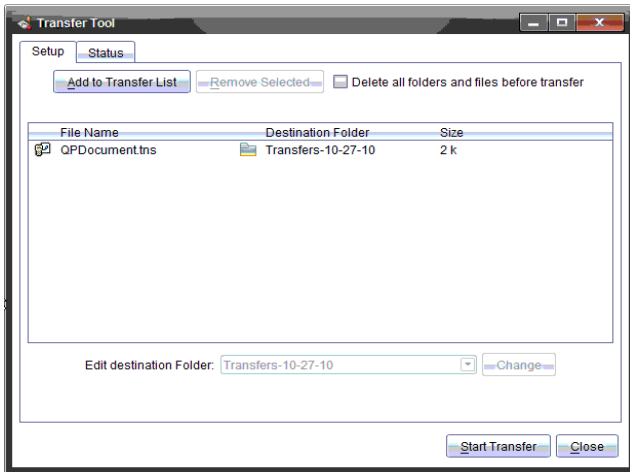 Transfer Tool
Setup Status
Add to Transfer List Remove Selected Delete all folders and files before transfer
File Name Destination Folder Size
QPDocument.tns Transfers-10-27-10 2 k
Edit destination Folder: Transfers-10-27-10 Change
Start Transfer Close